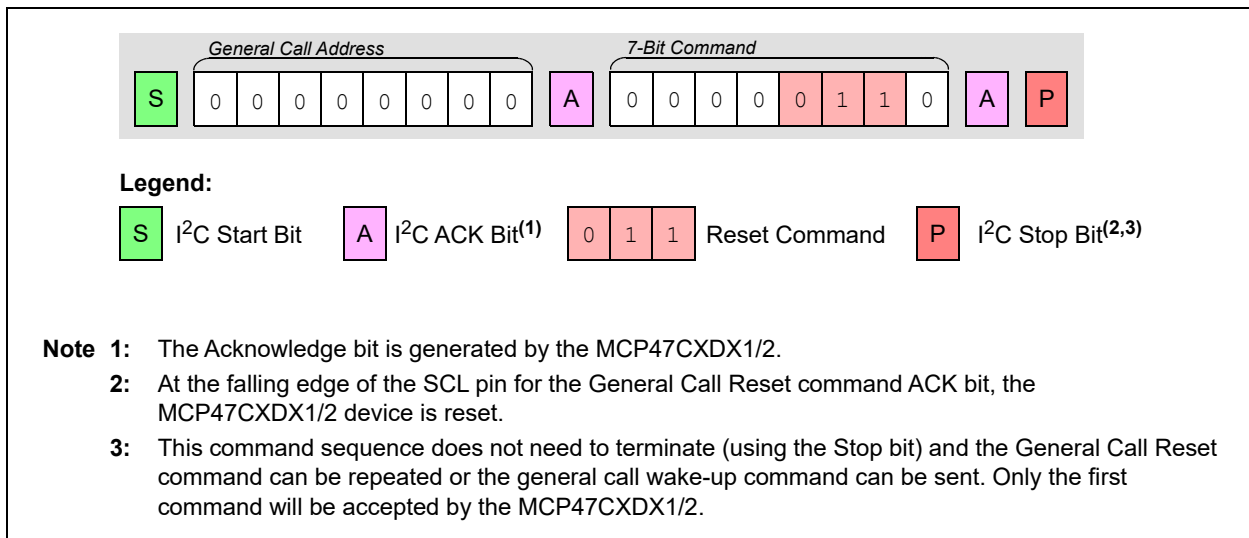 General Call Address 7-Bit Command
S 0 0 0 0 0 0 0 0 A 0 0 0 0 0 1 1 0 A P
Legend:
S I²C Start Bit A I²C ACK Bit(1) 0 1 1 Reset Command P I²C Stop Bit(2,3)
Note 1: The Acknowledge bit is generated by the MCP47CXDX1/2.
2: At the falling edge of the SCL pin for the General Call Reset command ACK bit, the
MCP47CXDX1/2 device is reset.
3: This command sequence does not need to terminate (using the Stop bit) and the General Call Reset
command can be repeated or the general call wake-up command can be sent. Only the first
command will be accepted by the MCP47CXDX1/2.